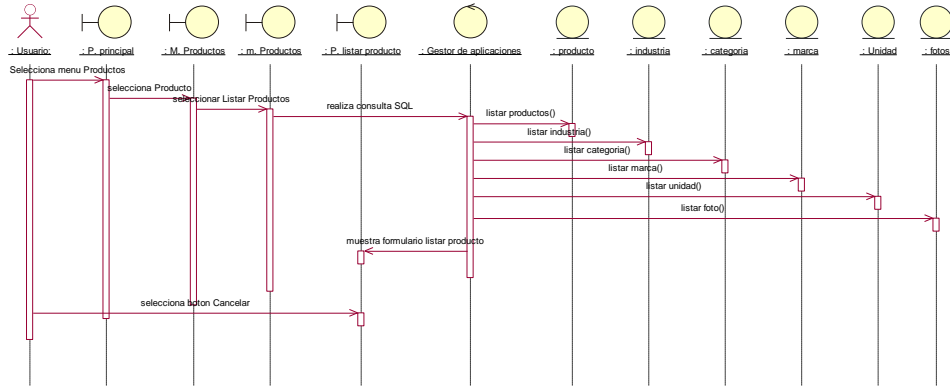 : Usuario:
: P. principal
: M. Productos
: m. Productos
: P. listar producto
: Gestor de aplicaciones
: producto
: industria
: categoria
: marca
: Unidad
: fotos
Selecciona menu Productos
selecciona Producto
seleccionar Listar Productos
realiza consulta SQL
listar productos()
listar industria()
listar categoria()
listar marca()
listar unidad()
listar foto()
muestra formulario listar producto
selecciona boton Cancelar